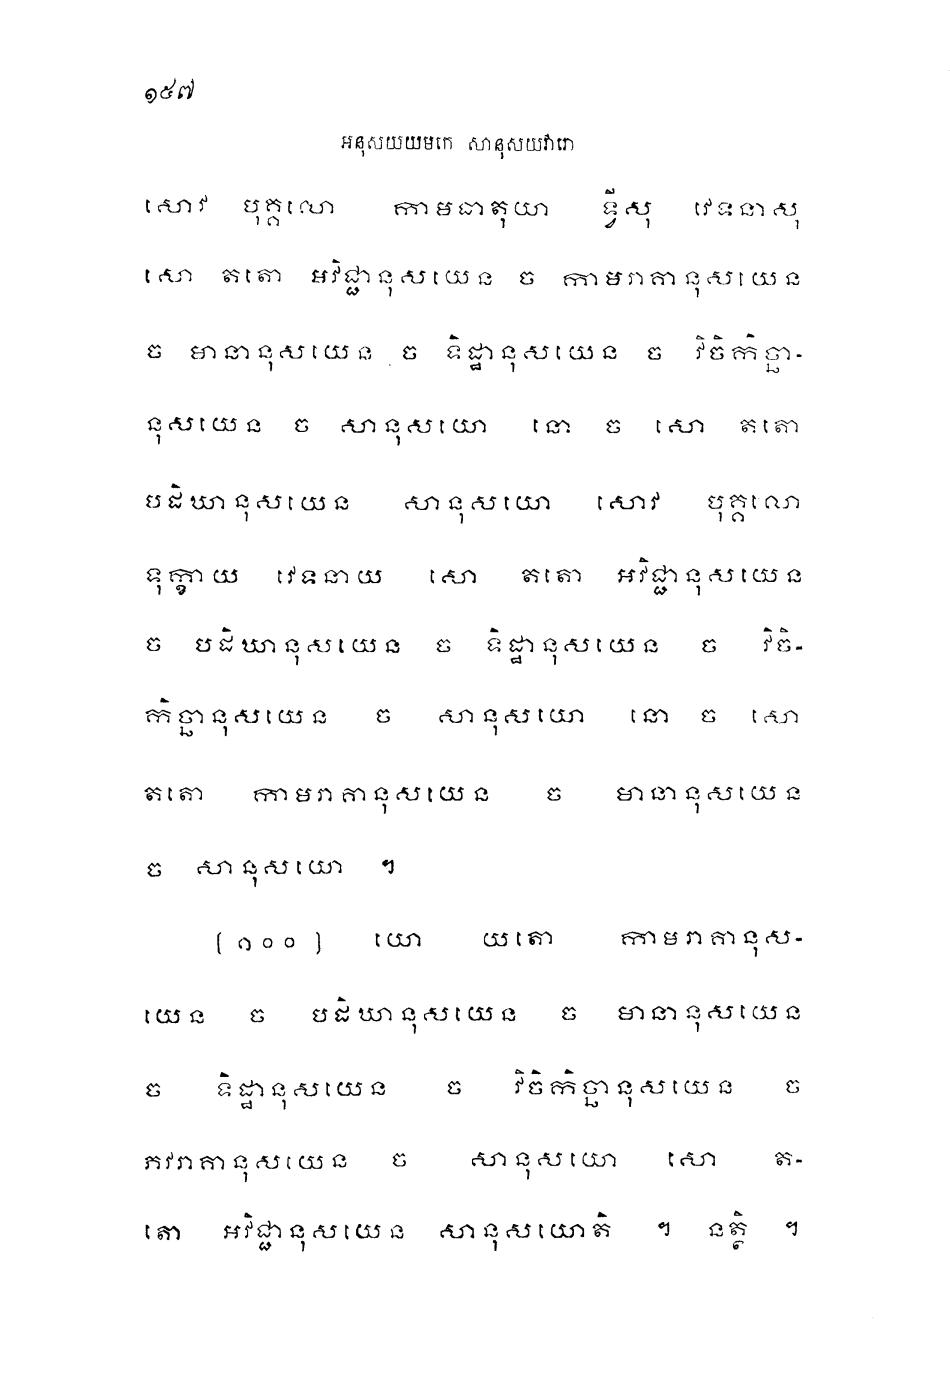 ១៥៧
អនុសយយមកេ សានុសយវារោ
សោវ បុគ្គលោ កាមធាតុយា ទ្វីសុ វេទនាសុ
សោ តតោ អវិជ្ជានុសយេន ច កាមរាគានុសយេន
ច មានានុសយេន ច ទិដ្ឋានុសយេន ច វិចិកិច្ឆា-
នុសយេន ច សានុសយោ នោ ច សោ តតោ
បដិឃានុសយេន សានុសយោ សោវ បុគ្គលោ
ទុក្ខាយ វេទនាយ សោ តតោ អវិជ្ជានុសយេន
ច បដិឃានុសយេន ច ទិដ្ឋានុសយេន ច វិចិ-
កិច្ឆានុសយេន ច សានុសយោ នោ ច សោ
តតោ កាមរាគានុសយេន ច មានានុសយេន
ច សានុសយោ ។
(១០០) យោ យតោ កាមរាគានុស-
យេន ច បដិឃានុសយេន ច មានានុសយេន
ច ទិដ្ឋានុសយេន ច វិចិកិច្ឆានុសយេន ច
ភវរាគានុសយេន ច សានុសយោ សោ ត-
តោ អវិជ្ជានុសយេន សានុសយោតិ ។ នត្ថិ ។